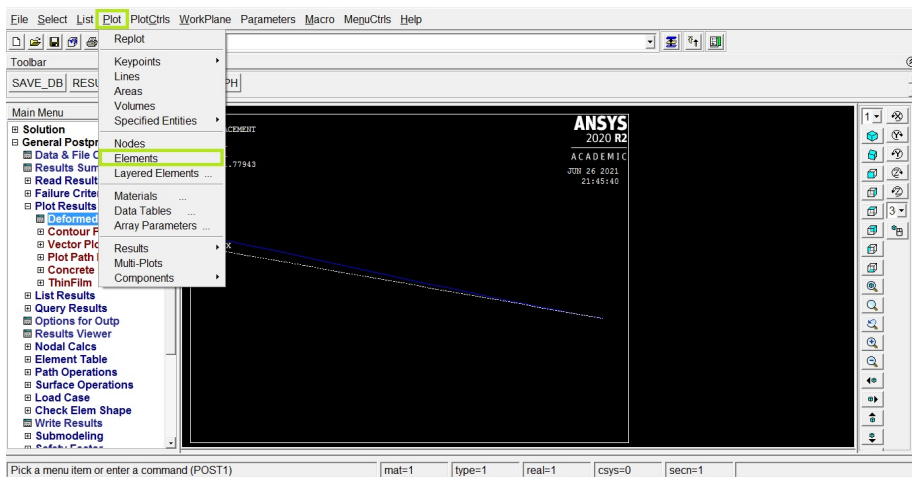 File Select List Plot PlotCtrls WorkPlane Parameters Macro MenuCtrls Help
Replot
Toolbar
Keypoints
SAVE_DB
Lines
Areas
Volumes
Specified Entities
Nodes
Elements
Layered Elements ...
Materials ...
Data Tables ...
Array Parameters ...
Results
Multi-Plots
Components
Main Menu
Solution
General Postpr
Data & File
Results Sum
Read Result
Failure Crite
Plot Results
Deformed
Contour P
Vector Plo
Plot Path
Concrete
ThinFilm
List Results
Query Results
Options for Outp
Results Viewer
Nodal Calcs
Element Table
Path Operations
Surface Operations
Load Case
Check Elem Shape
Write Results
Submodeling
ANSYS
2020 R2
ACADEMIC
JUN 26 2021
21:45:40
ACEMENT
.77943
X
1
3
Pick a menu item or enter a command (POST1)
mat=1
type=1
real=1
csys=0
secn=1